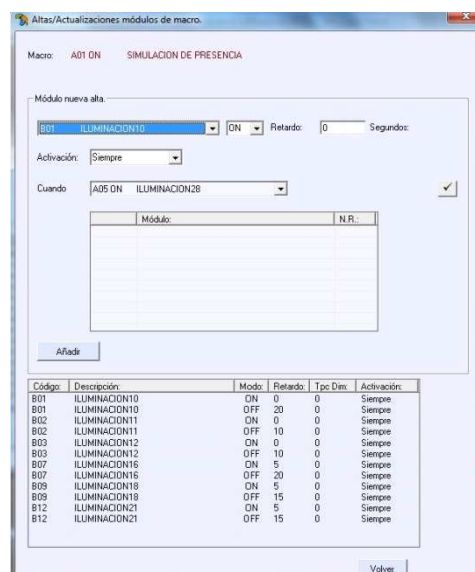 Altas/Actualizaciones módulos de macro.
Macro: A01 ON SIMULACION DE PRESENCIA
Módulo nueva alta.
B01 ILUMINACION10 ON Retardo: 0 Segundos:
Activación: Siempre
Cuando A05 ON ILUMINACION28
Módulo: N.R.:
Añadir
Código: Descripción: Modo: Retardo: Tpc Dim: Activación:
B01 ILUMINACION10 ON 0 0 Siempre
B01 ILUMINACION10 OFF 20 0 Siempre
B02 ILUMINACION11 ON 0 0 Siempre
B02 ILUMINACION11 OFF 10 0 Siempre
B03 ILUMINACION12 ON 0 0 Siempre
B03 ILUMINACION12 OFF 10 0 Siempre
B07 ILUMINACION16 ON 5 0 Siempre
B07 ILUMINACION16 OFF 20 0 Siempre
B09 ILUMINACION18 ON 5 0 Siempre
B09 ILUMINACION18 OFF 15 0 Siempre
B12 ILUMINACION21 ON 5 0 Siempre
B12 ILUMINACION21 OFF 15 0 Siempre
Volver